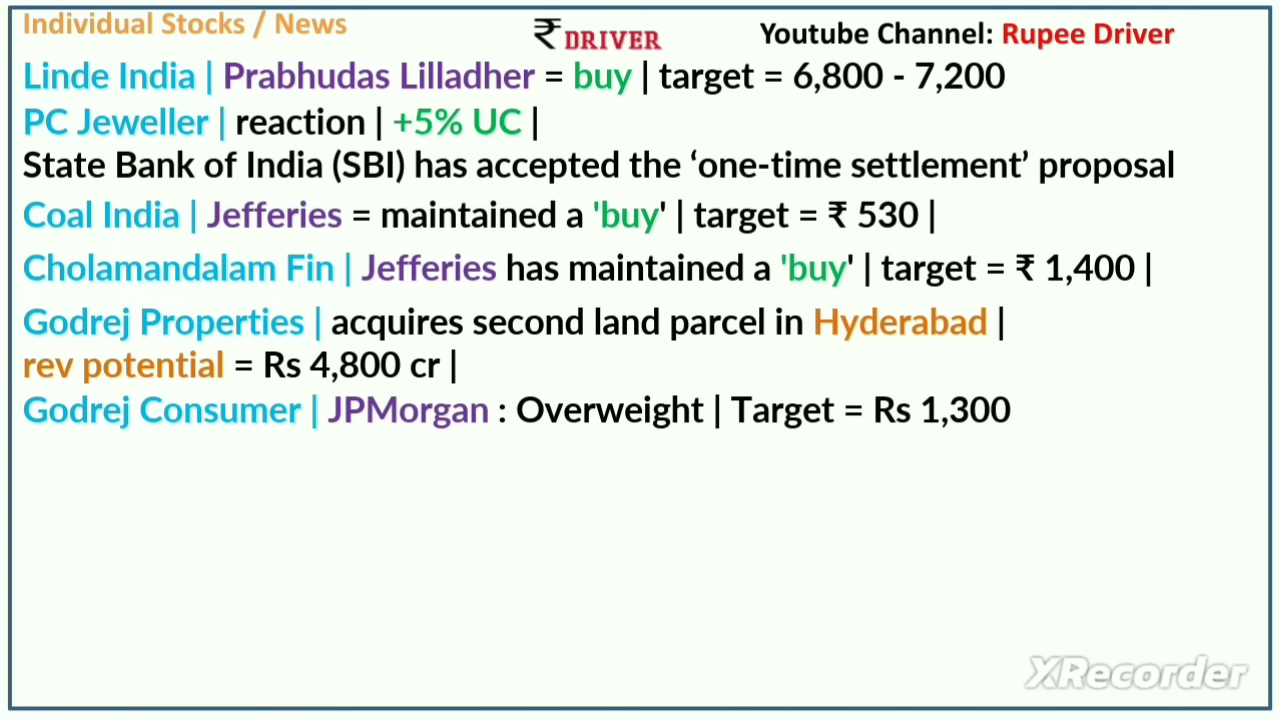 Individual Stocks / News
₹ DRIVER
Youtube Channel: Rupee Driver
Linde India | Prabhudas Lilladher = buy | target = 6,800 - 7,200
PC Jeweller | reaction | +5% UC |
State Bank of India (SBI) has accepted the ‘one-time settlement’ proposal
Coal India | Jefferies = maintained a 'buy' | target = ₹ 530 |
Cholamandalam Fin | Jefferies has maintained a 'buy' | target = ₹ 1,400 |
Godrej Properties | acquires second land parcel in Hyderabad |
rev potential = Rs 4,800 cr |
Godrej Consumer | JPMorgan : Overweight | Target = Rs 1,300
XRecorder